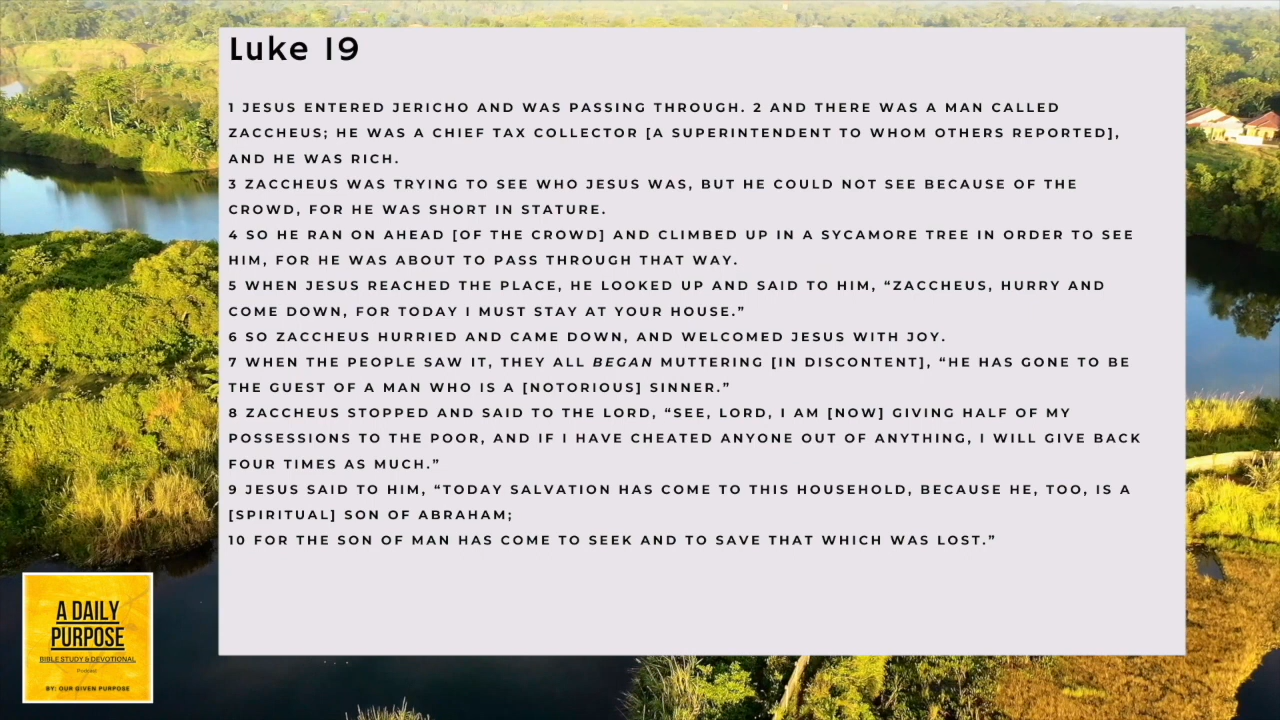 Luke 19
1 JESUS ENTERED JERICHO AND WAS PASSING THROUGH. 2 AND THERE WAS A MAN CALLED
ZACCHEUS; HE WAS A CHIEF TAX COLLECTOR [A SUPERINTENDENT TO WHOM OTHERS REPORTED],
AND HE WAS RICH.
3 ZACCHEUS WAS TRYING TO SEE WHO JESUS WAS, BUT HE COULD NOT SEE BECAUSE OF THE
CROWD, FOR HE WAS SHORT IN STATURE.
4 SO HE RAN ON AHEAD [OF THE CROWD] AND CLIMBED UP IN A SYCAMORE TREE IN ORDER TO SEE
HIM, FOR HE WAS ABOUT TO PASS THROUGH THAT WAY.
5 WHEN JESUS REACHED THE PLACE, HE LOOKED UP AND SAID TO HIM, “ZACCHEUS, HURRY AND
COME DOWN, FOR TODAY I MUST STAY AT YOUR HOUSE.”
6 SO ZACCHEUS HURRIED AND CAME DOWN, AND WELCOMED JESUS WITH JOY.
7 WHEN THE PEOPLE SAW IT, THEY ALL BEGAN MUTTERING [IN DISCONTENT], “HE HAS GONE TO BE
THE GUEST OF A MAN WHO IS A [NOTORIOUS] SINNER.”
8 ZACCHEUS STOPPED AND SAID TO THE LORD, “SEE, LORD, I AM [NOW] GIVING HALF OF MY
POSSESSIONS TO THE POOR, AND IF I HAVE CHEATED ANYONE OUT OF ANYTHING, I WILL GIVE BACK
FOUR TIMES AS MUCH.”
9 JESUS SAID TO HIM, “TODAY SALVATION HAS COME TO THIS HOUSEHOLD, BECAUSE HE, TOO, IS A
[SPIRITUAL] SON OF ABRAHAM;
10 FOR THE SON OF MAN HAS COME TO SEEK AND TO SAVE THAT WHICH WAS LOST.”
A DAILY
PURPOSE
BIBLE STUDY & DEVOTIONAL
Podcast
BY: OUR GIVEN PURPOSE